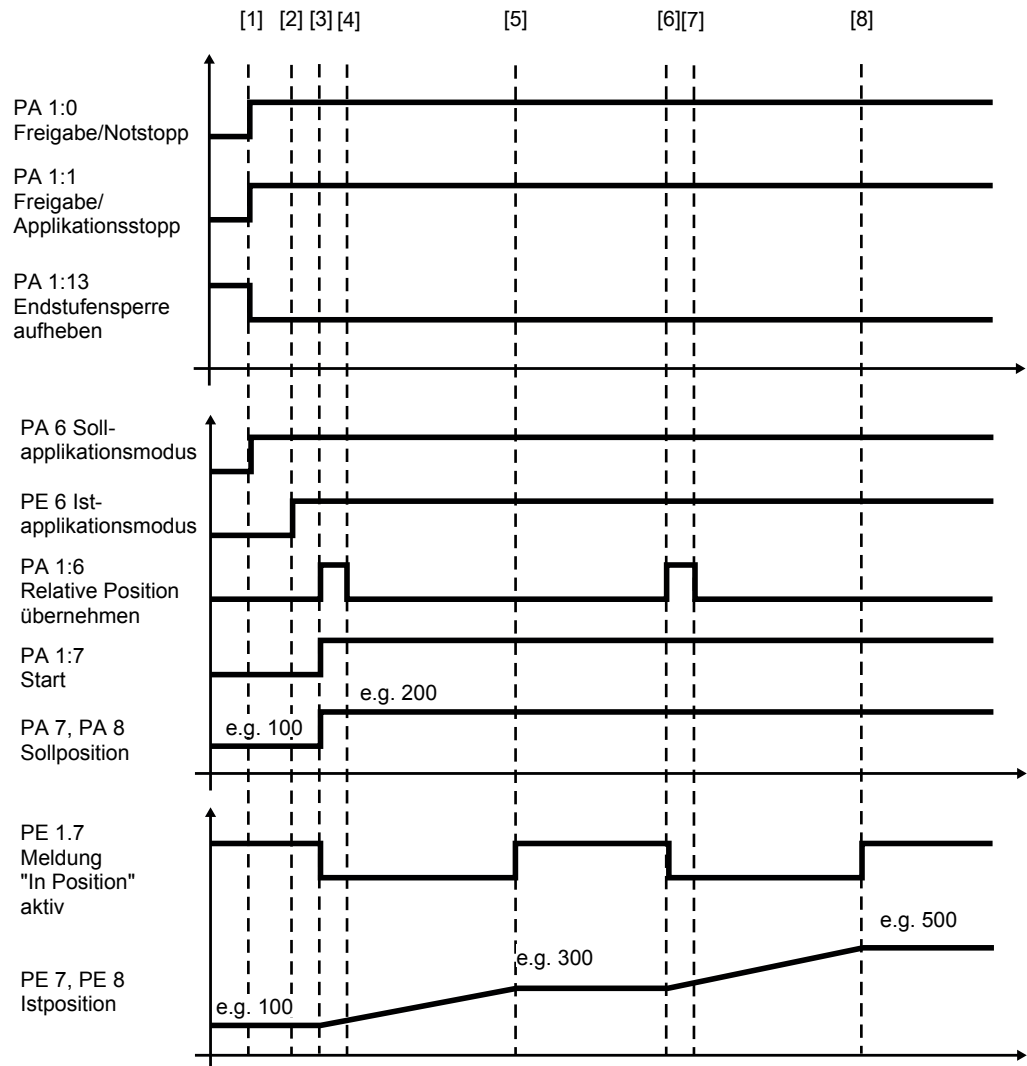 [1] [2] [3] [4] [5] [6] [7] [8]
PA 1:0
Freigabe/Notstopp
PA 1:1
Freigabe/
Applikationsstopp
PA 1:13
Endstufensperre
aufheben
PA 6 Soll-
applikationsmodus
PE 6 Ist-
applikationsmodus
PA 1:6
Relative Position
übernehmen
PA 1:7
Start
e.g. 200
PA 7, PA 8
Sollposition
e.g. 100
PE 1.7
Meldung
"In Position"
aktiv
e.g. 500
e.g. 300
PE 7, PE 8
Istposition
e.g. 100